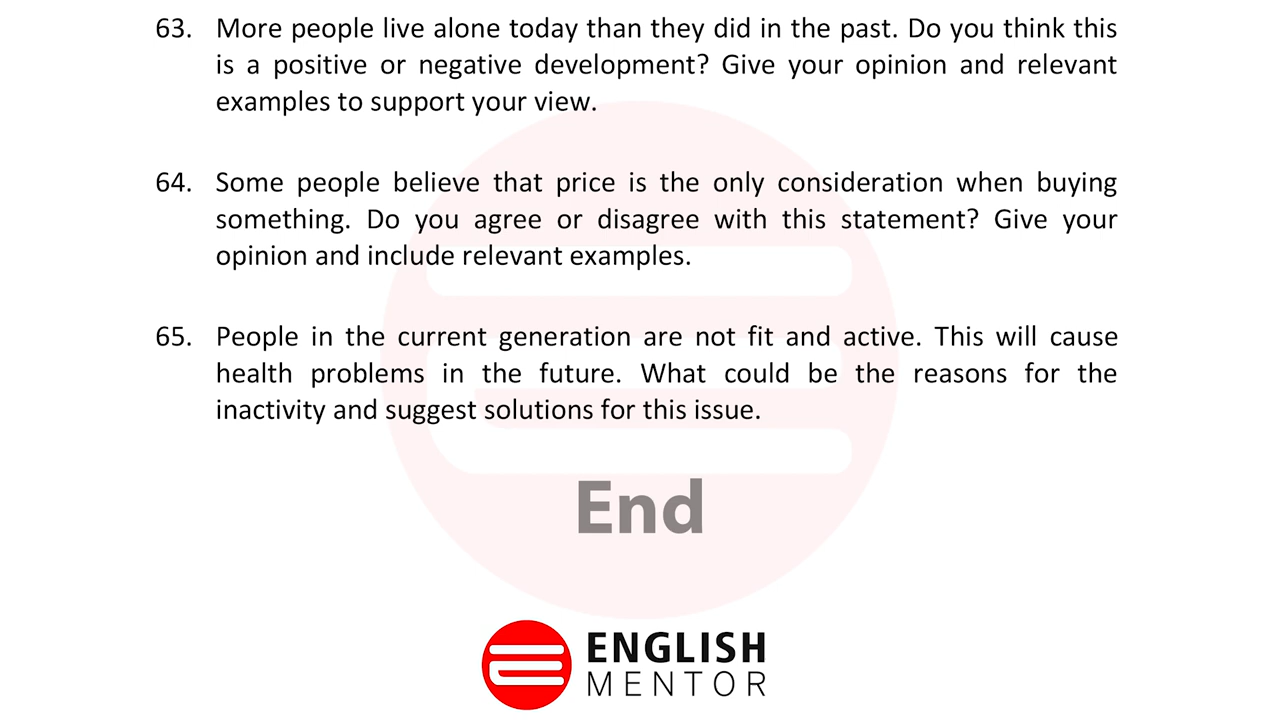 63. More people live alone today than they did in the past. Do you think this
is a positive or negative development? Give your opinion and relevant
examples to support your view.
64. Some people believe that price is the only consideration when buying
something. Do you agree or disagree with this statement? Give your
opinion and include relevant examples.
65. People in the current generation are not fit and active. This will cause
health problems in the future. What could be the reasons for the
inactivity and suggest solutions for this issue.
End
ENGLISH
MENTOR